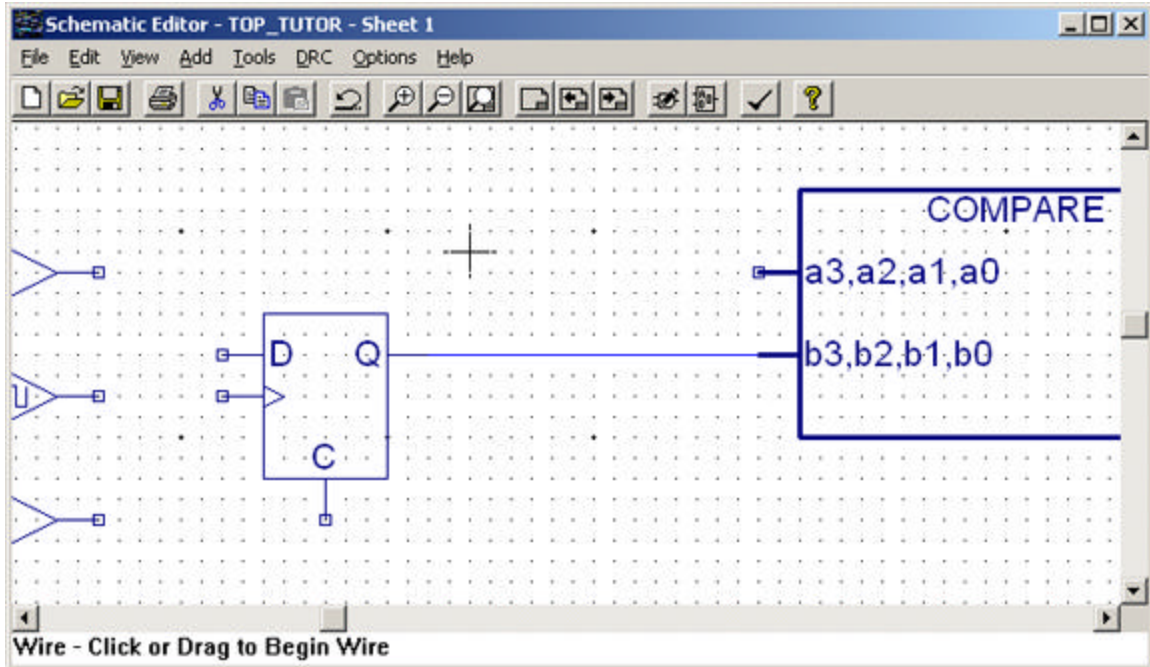 Schematic Editor - TOP_TUTOR - Sheet 1
File Edit View Add Tools DRC Options Help
COMPARE
a3,a2,a1,a0
D Q b3,b2,b1,b0
C
Wire - Click or Drag to Begin Wire